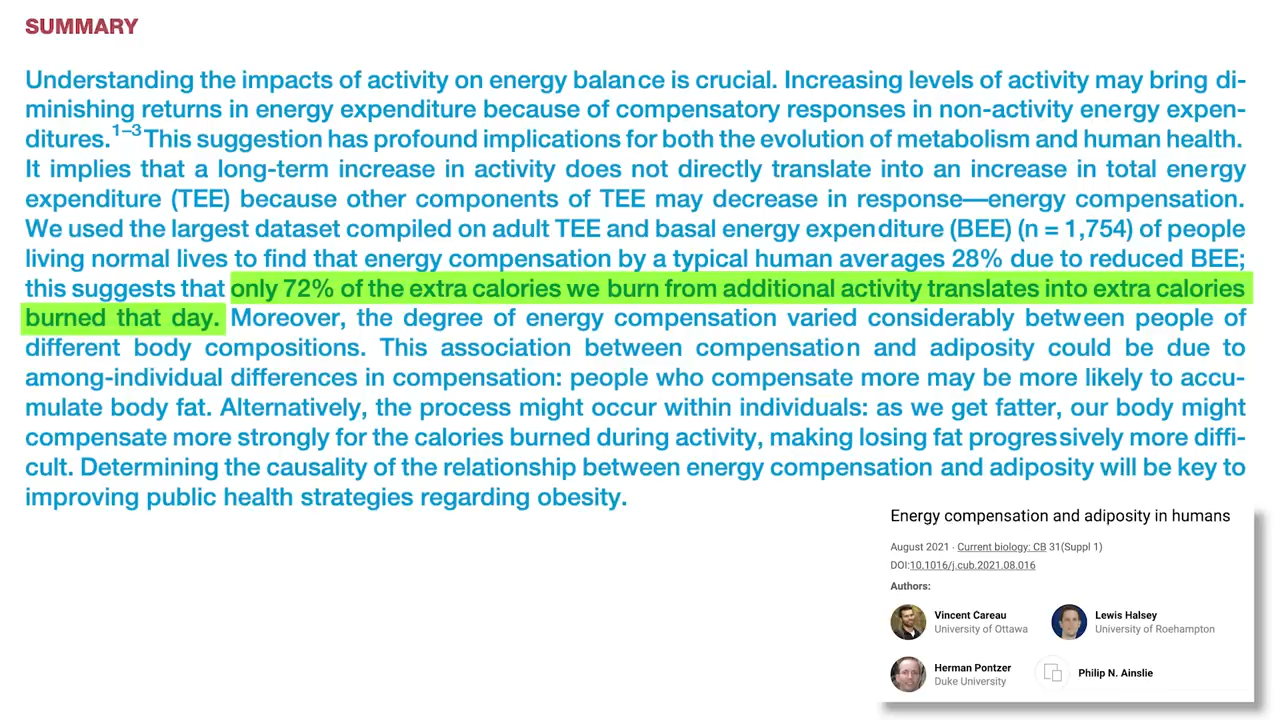 SUMMARY
Understanding the impacts of activity on energy balance is crucial. Increasing levels of activity may bring di-
minishing returns in energy expenditure because of compensatory responses in non-activity energy expen-
ditures.1–3 This suggestion has profound implications for both the evolution of metabolism and human health.
It implies that a long-term increase in activity does not directly translate into an increase in total energy
expenditure (TEE) because other components of TEE may decrease in response—energy compensation.
We used the largest dataset compiled on adult TEE and basal energy expenditure (BEE) (n = 1,754) of people
living normal lives to find that energy compensation by a typical human averages 28% due to reduced BEE;
this suggests that only 72% of the extra calories we burn from additional activity translates into extra calories
burned that day. Moreover, the degree of energy compensation varied considerably between people of
different body compositions. This association between compensation and adiposity could be due to
among-individual differences in compensation: people who compensate more may be more likely to accu-
mulate body fat. Alternatively, the process might occur within individuals: as we get fatter, our body might
compensate more strongly for the calories burned during activity, making losing fat progressively more diffi-
cult. Determining the causality of the relationship between energy compensation and adiposity will be key to
improving public health strategies regarding obesity.
Energy compensation and adiposity in humans
August 2021 · Current biology: CB 31(Suppl 1)
DOI:10.1016/j.cub.2021.08.016
Authors:
Vincent Careau
University of Ottawa
Lewis Halsey
University of Roehampton
Herman Pontzer
Duke University
Philip N. Ainslie